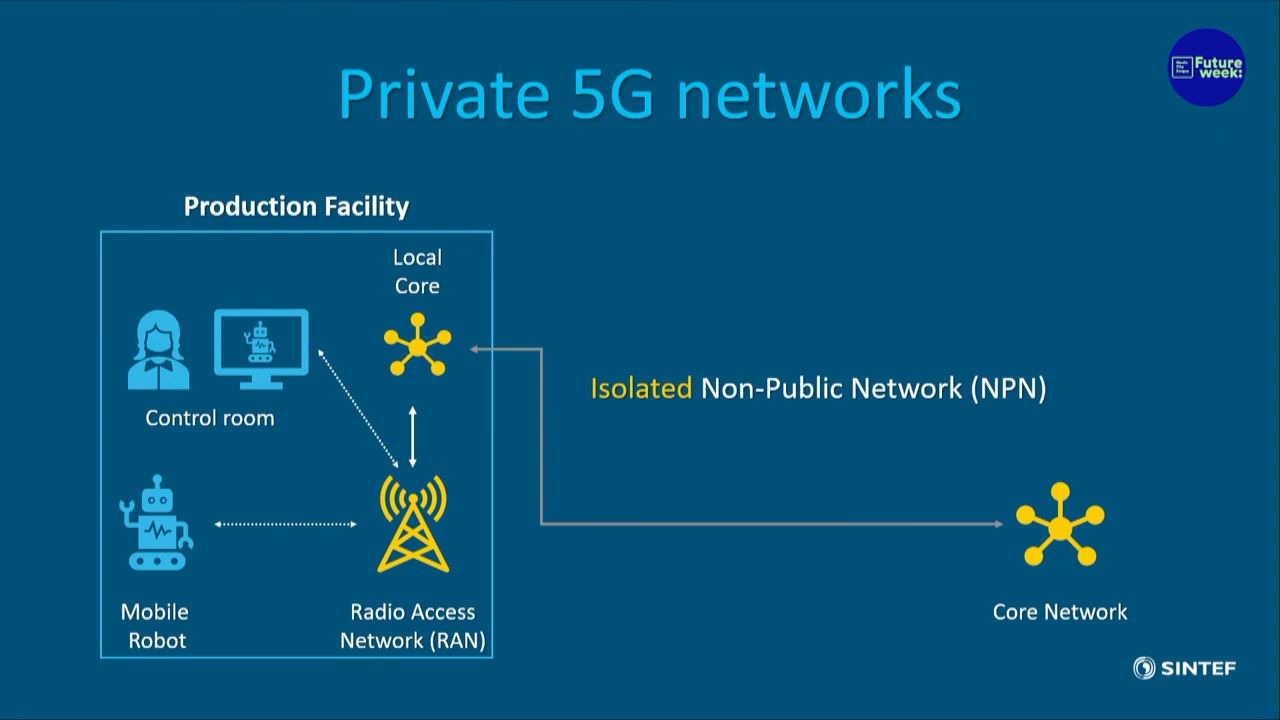 Private 5G networks
Future
week:
Production Facility
Local
Core
Control room
Isolated Non-Public Network (NPN)
Mobile
Robot
Radio Access
Network (RAN)
Core Network
SINTEF